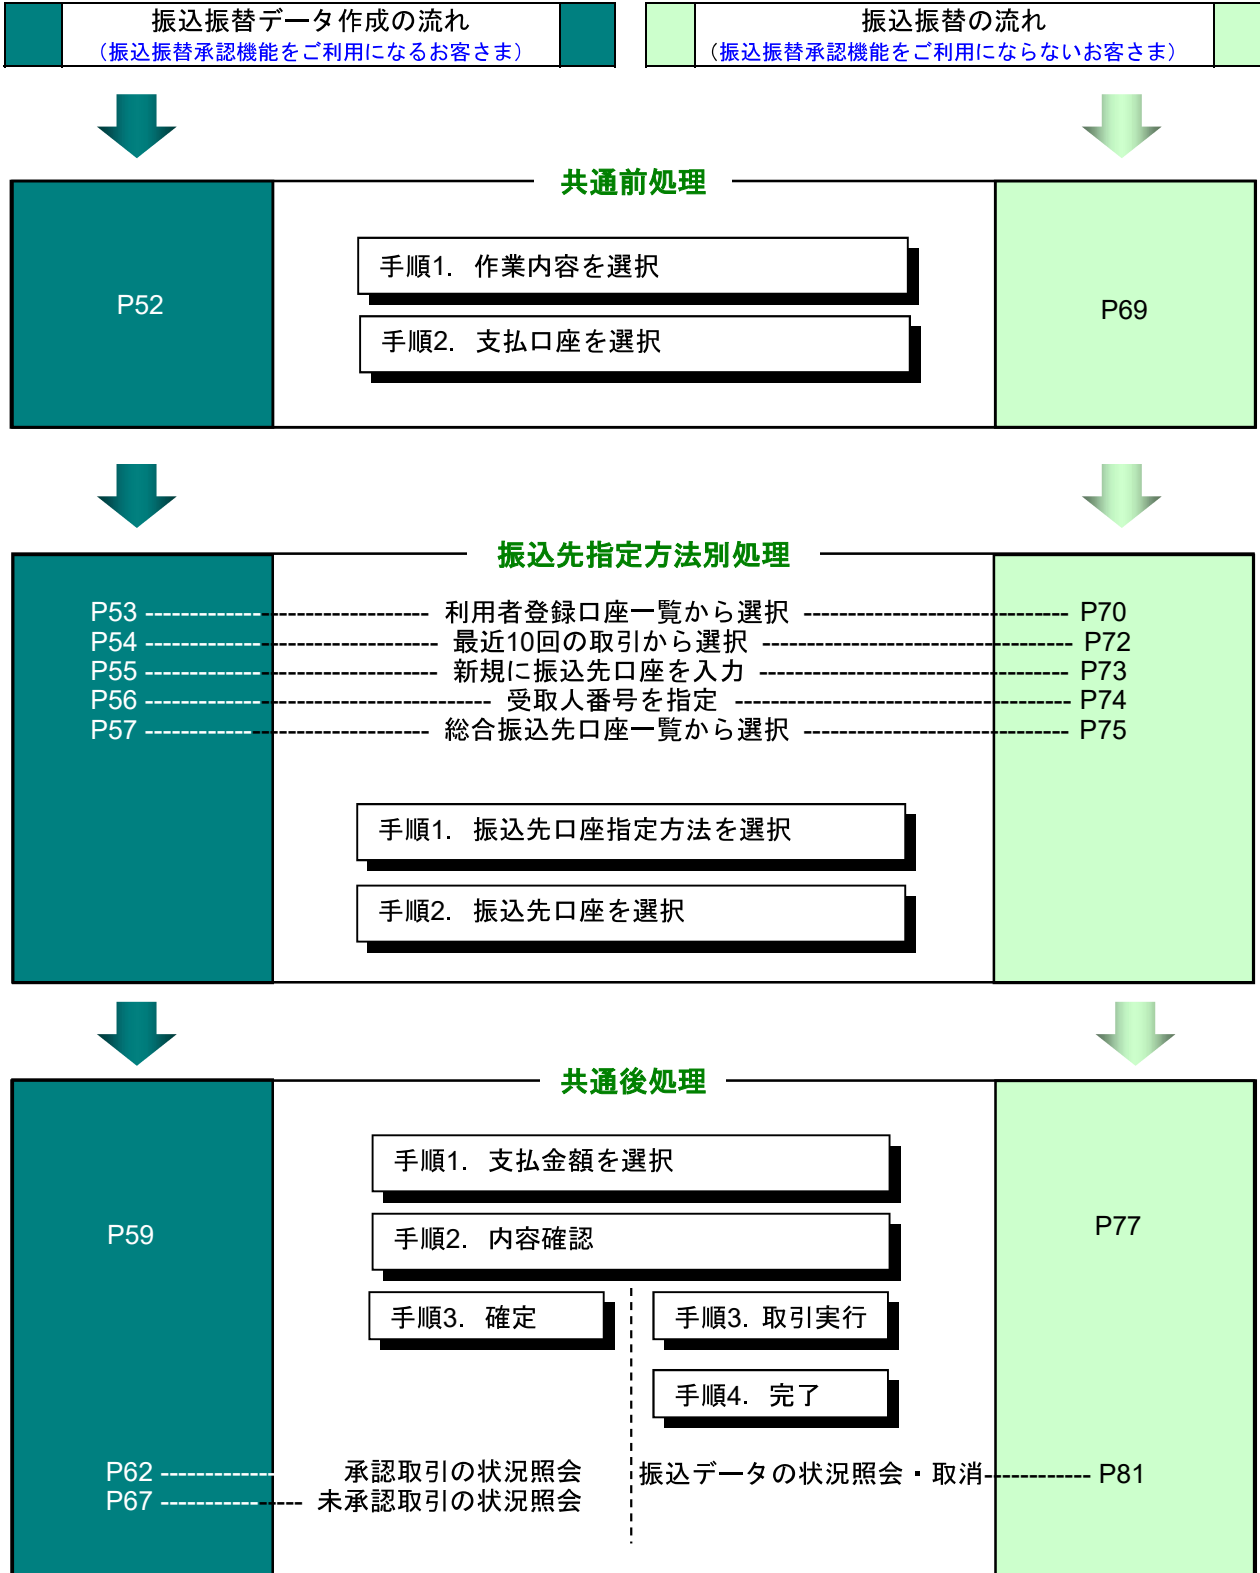 振込振替データ作成の流れ
（振込振替承認機能をご利用になるお客さま）
振込振替の流れ
（振込振替承認機能をご利用にならないお客さま）
共通前処理
P52
手順1．作業内容を選択
手順2．支払口座を選択
P69
振込先指定方法別処理
P53 利用者登録口座一覧から選択 P70
P54 最近10回の取引から選択 P72
P55 新規に振込先口座を入力 P73
P56 受取人番号を指定 P74
P57 総合振込先口座一覧から選択 P75
手順1．振込先口座指定方法を選択
手順2．振込先口座を選択
共通後処理
手順1．支払金額を選択
P59
手順2．内容確認
P77
手順3．確定
手順3．取引実行
手順4．完了
P62 承認取引の状況照会
P67 未承認取引の状況照会
振込データの状況照会・取消 P81